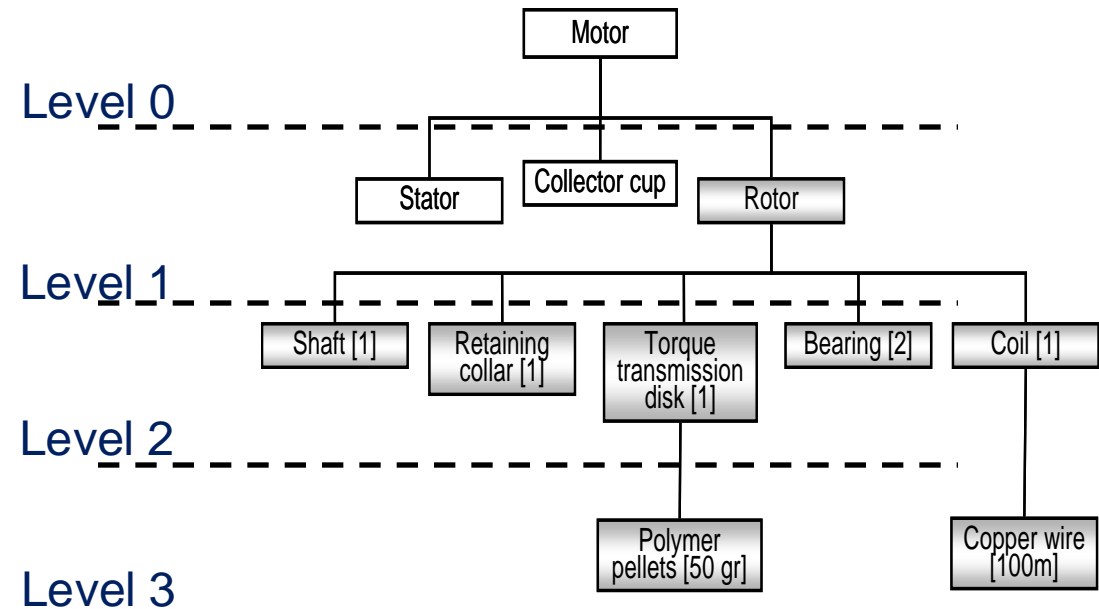 Motor
Level 0
Stator
Collector cup
Rotor
Level 1
Shaft [1]
Retaining
collar [1]
Torque
transmission
disk [1]
Bearing [2]
Coil [1]
Level 2
Polymer
pellets [50 gr]
Copper wire
[100m]
Level 3